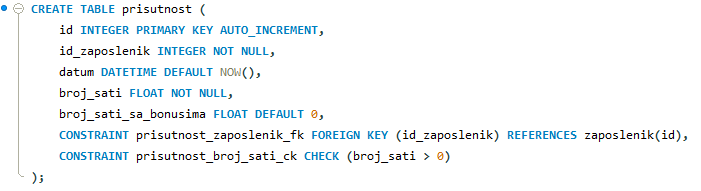 CREATE TABLE prisutnost (
id INTEGER PRIMARY KEY AUTO_INCREMENT,
id_zaposlenik INTEGER NOT NULL,
datum DATETIME DEFAULT NOW(),
broj_sati FLOAT NOT NULL,
broj_sati_sa_bonusima FLOAT DEFAULT 0,
CONSTRAINT prisutnost_zaposlenik_fk FOREIGN KEY (id_zaposlenik) REFERENCES zaposlenik(id),
CONSTRAINT prisutnost_broj_sati_ck CHECK (broj_sati > 0)
);